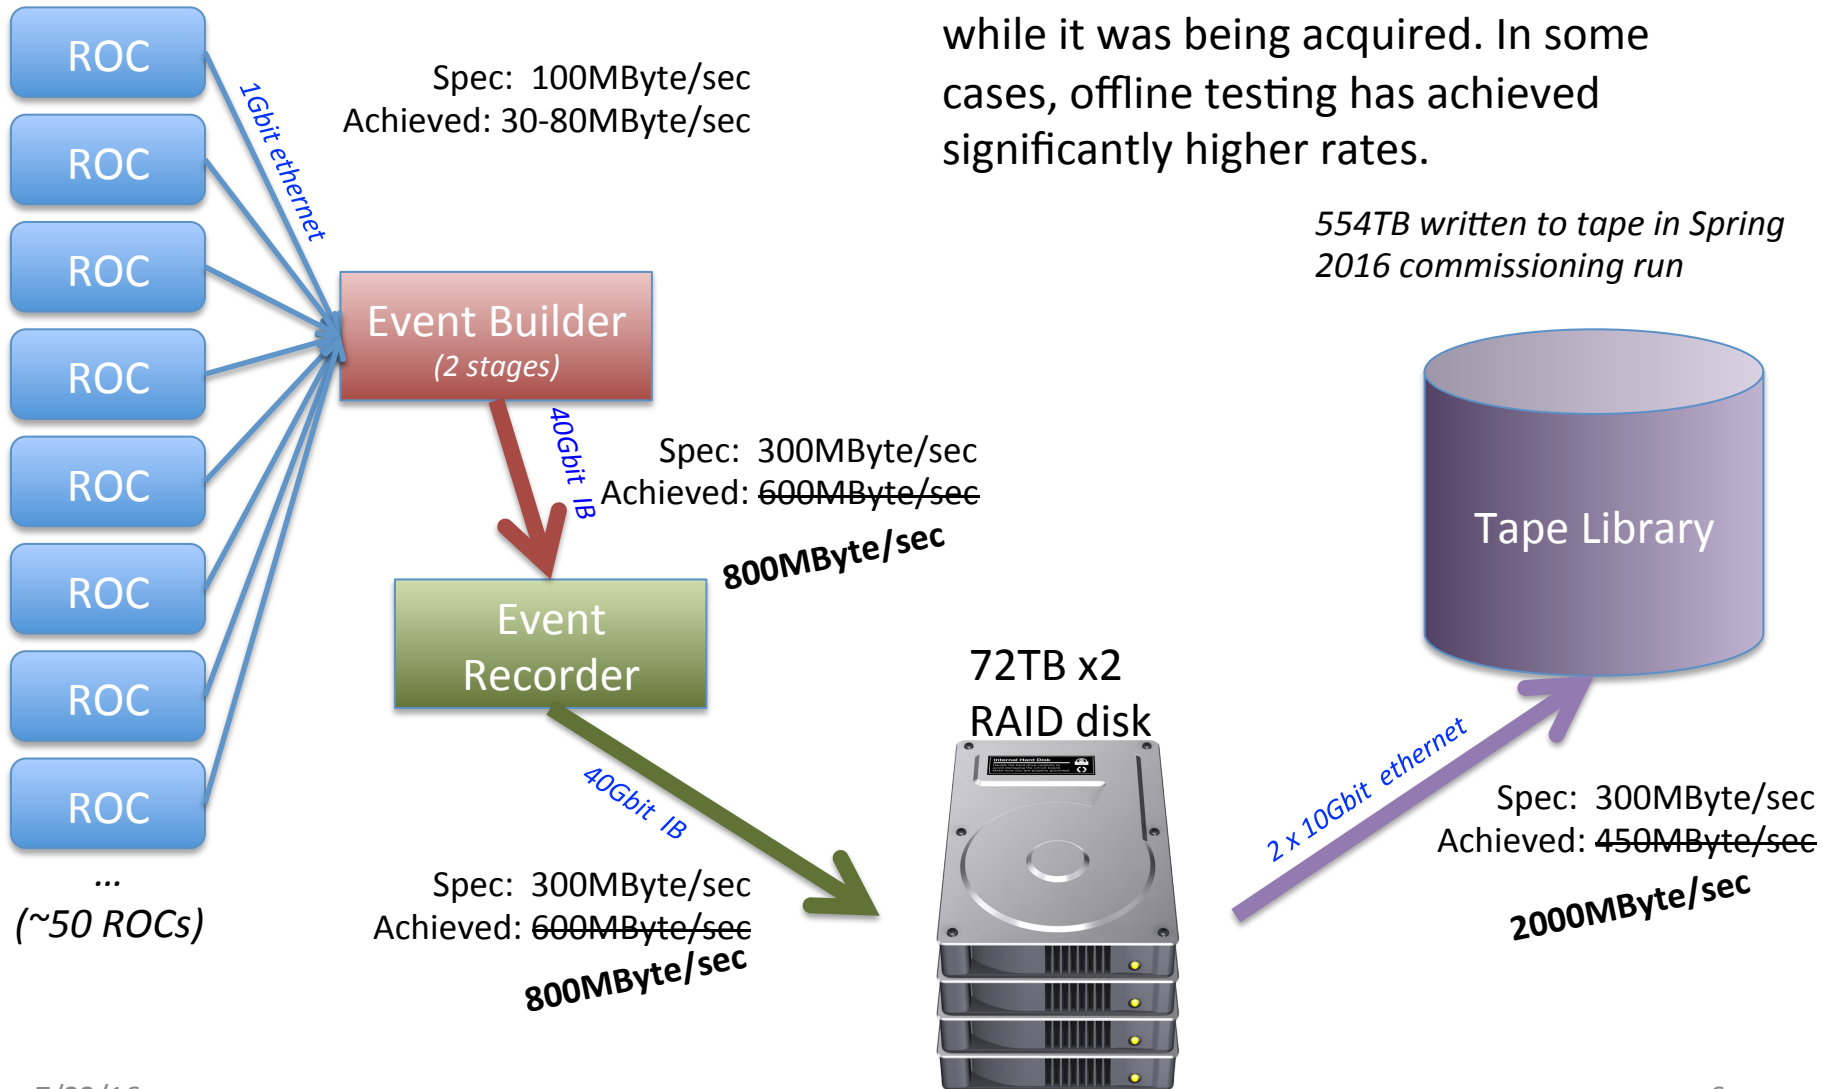 while it was being acquired. In some
cases, offline testing has achieved
significantly higher rates.
554TB written to tape in Spring
2016 commissioning run
ROC
ROC
ROC
ROC
ROC
ROC
ROC
ROC
...
(~50 ROCs)
1Gbit ethernet
Spec: 100MByte/sec
Achieved: 30-80MByte/sec
Event Builder
(2 stages)
40Gbit IB
Spec: 300MByte/sec
Achieved: 600MByte/sec
800MByte/sec
Event
Recorder
40Gbit IB
Spec: 300MByte/sec
Achieved: 600MByte/sec
800MByte/sec
72TB x2
RAID disk
Internal Hard Disk
2 x 10Gbit ethernet
Spec: 300MByte/sec
Achieved: 450MByte/sec
2000MByte/sec
Tape Library